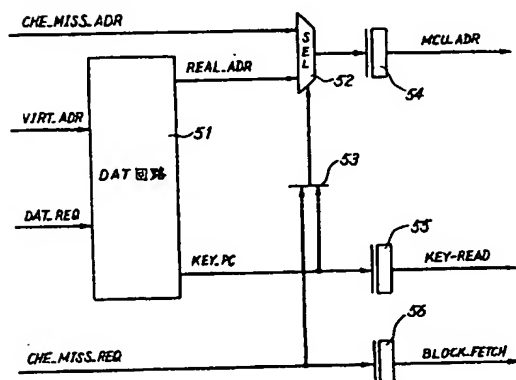 CHE_MISS_ADR
SEL
MCU_ADR
REAL_ADR
52
54
VIRT_ADR
51
53
DAT回路
55
DAT_REQ
KEY_PC
KEY-READ
56
CHE_MISS_REQ
BLOCK_FETCH